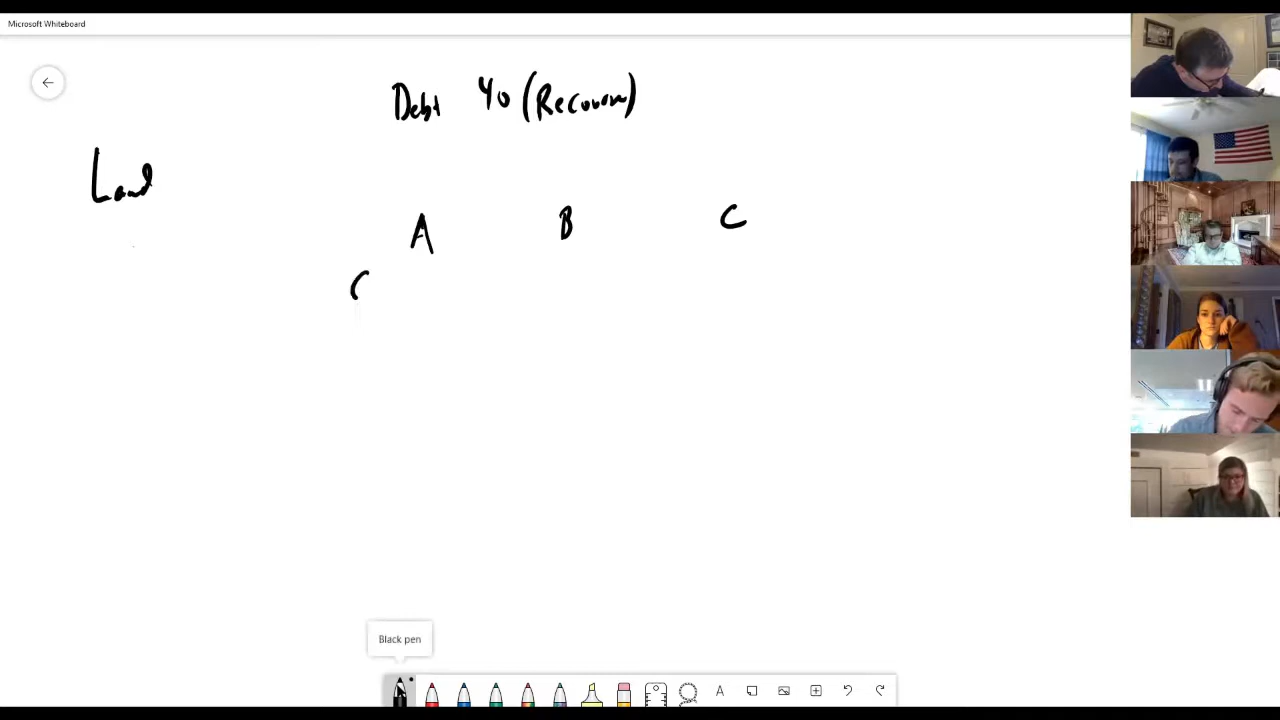 Microsoft Whiteboard
Debt 40 (Recourse)
Land
A B C
C
Black pen
A